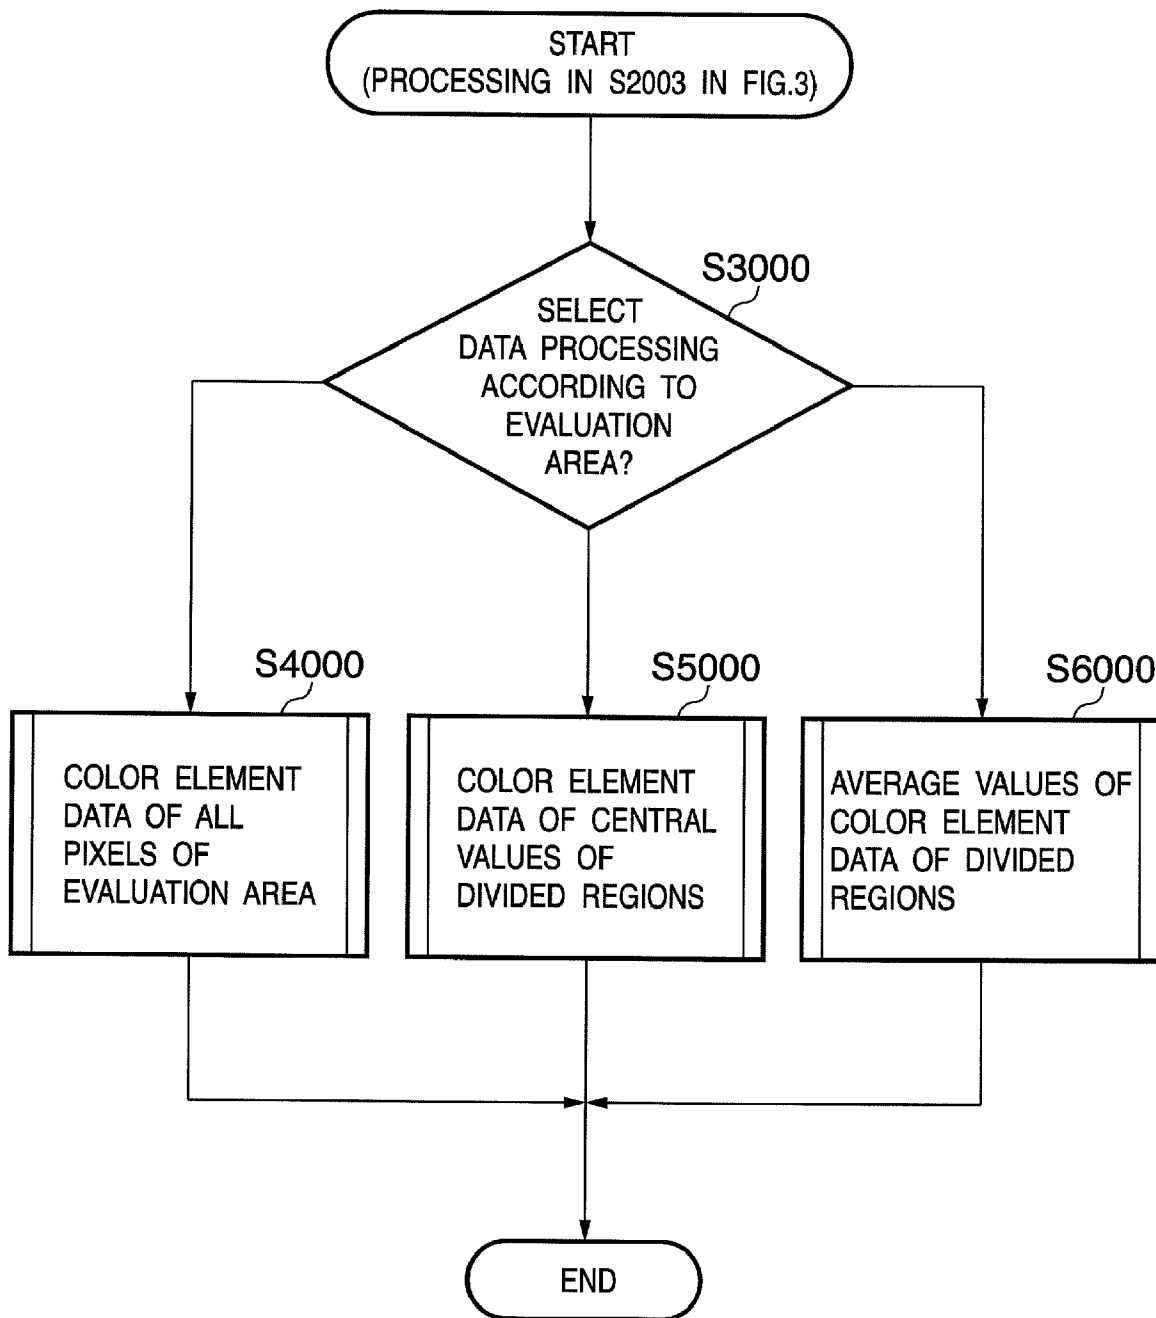 START
(PROCESSING IN S2003 IN FIG.3)
S3000
SELECT
DATA PROCESSING
ACCORDING TO
EVALUATION
AREA?
S4000
COLOR ELEMENT
DATA OF ALL
PIXELS OF
EVALUATION AREA
S5000
COLOR ELEMENT
DATA OF CENTRAL
VALUES OF
DIVIDED REGIONS
S6000
AVERAGE VALUES OF
COLOR ELEMENT
DATA OF DIVIDED
REGIONS
END